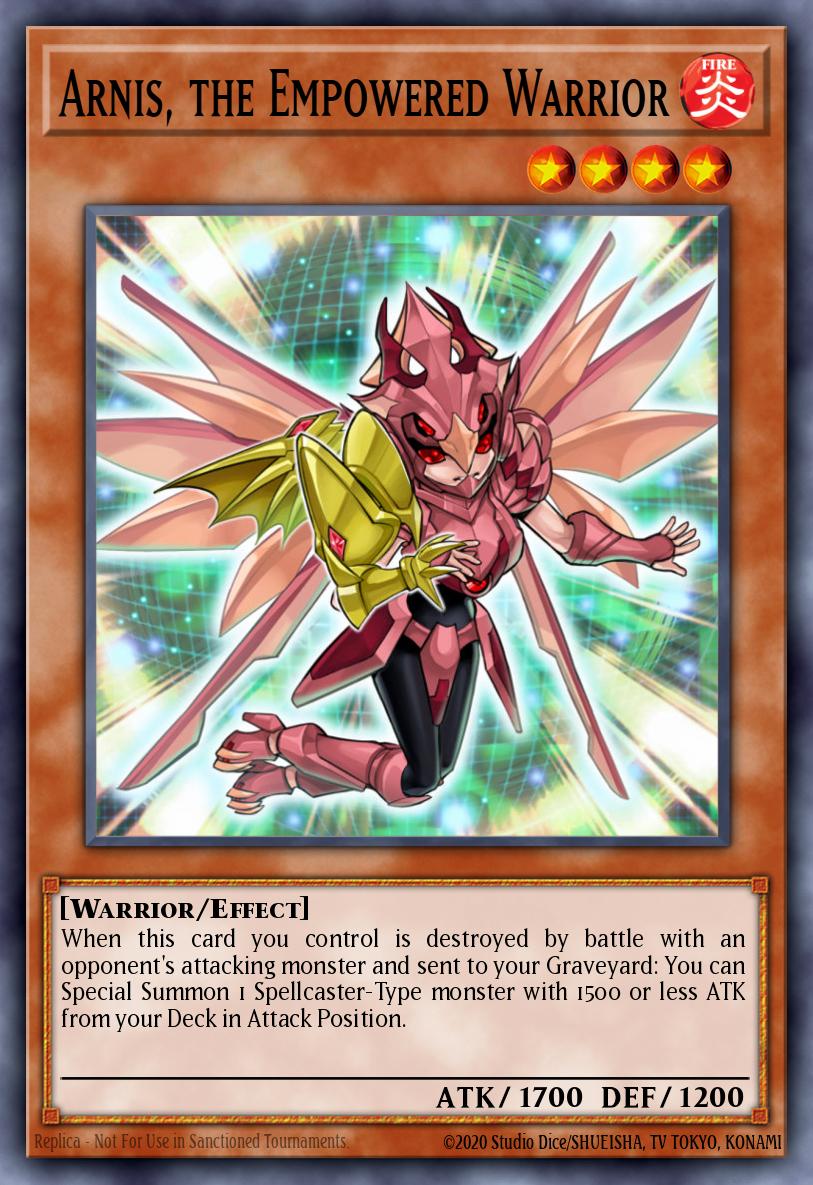 Arnis, the Empowered Warrior
FIRE
炎
[Warrior/Effect]
When this card you control is destroyed by battle with an
opponent's attacking monster and sent to your Graveyard: You can
Special Summon 1 Spellcaster-Type monster with 1500 or less ATK
from your Deck in Attack Position.
ATK/ 1700 DEF/ 1200
Replica - Not For Use in Sanctioned Tournaments.
©2020 Studio Dice/SHUEISHA, TV TOKYO, KONAMI